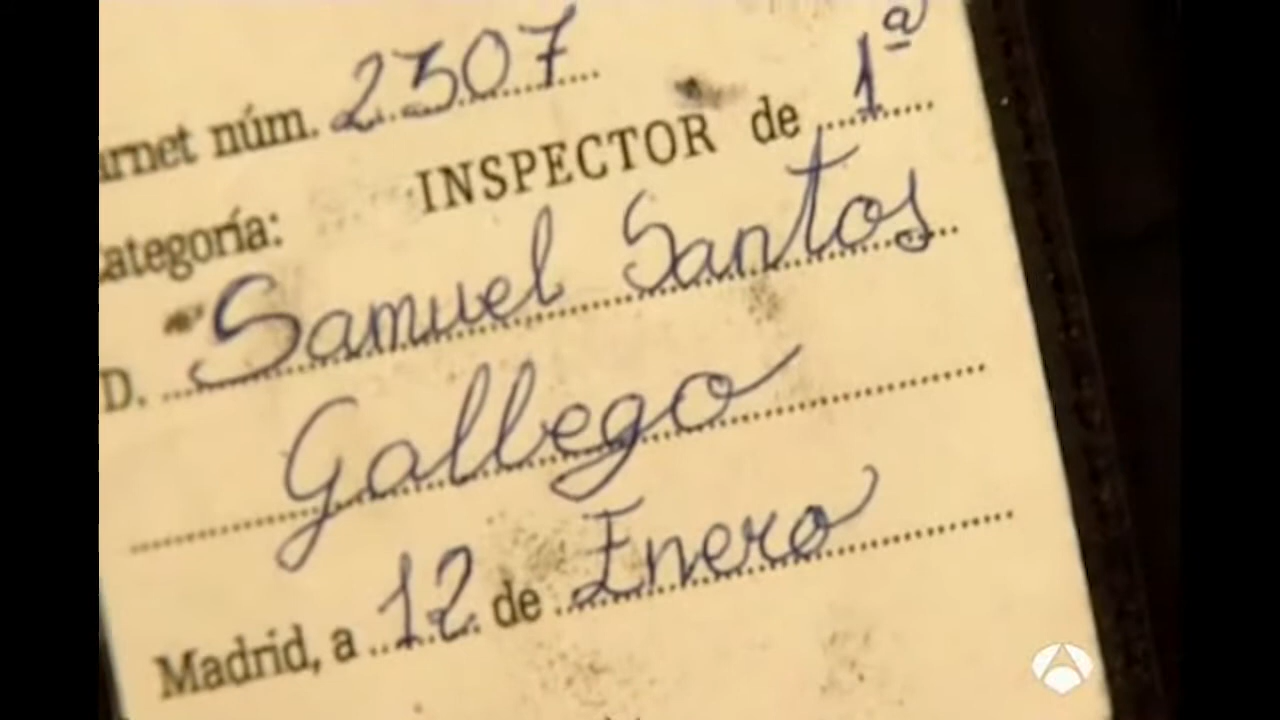 arnet núm. 2307
ategoría: INSPECTOR de 1ª
D. Samuel Santos
Gallego
Madrid, a 12 de Enero